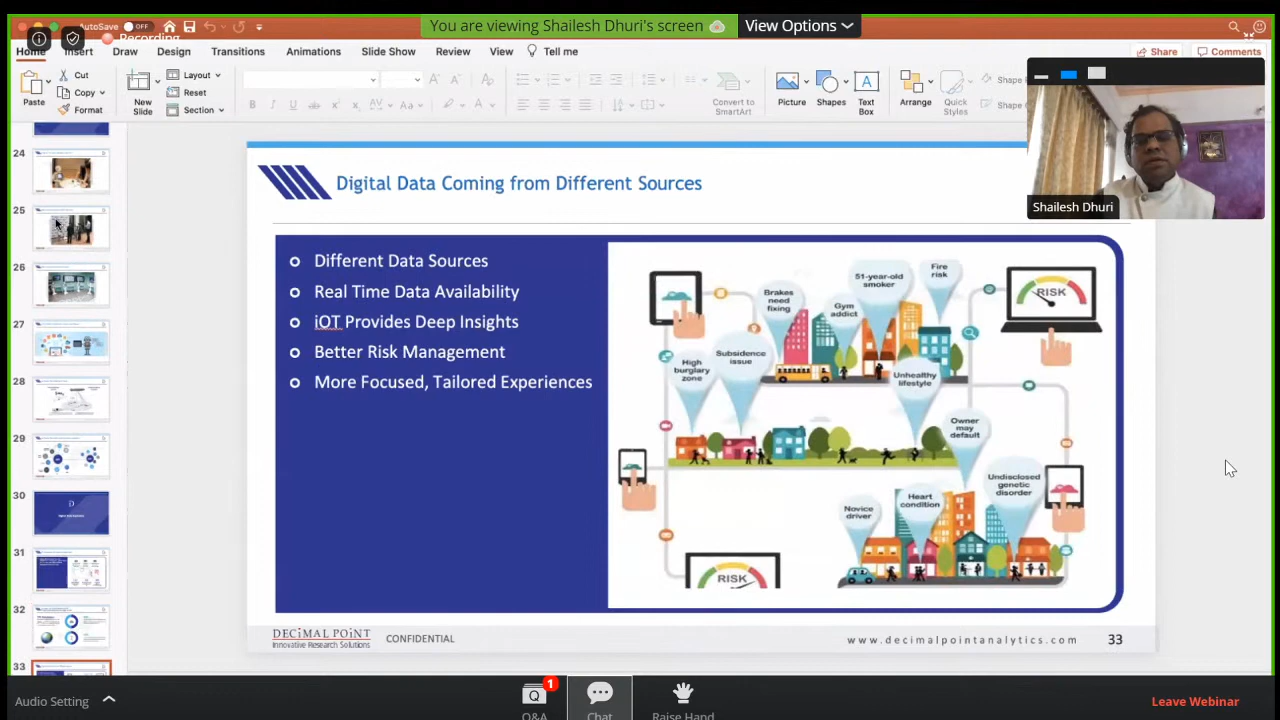 AutoSave OFF
You are viewing Shailesh Dhuri's screen
View Options
Recording
Home Insert Draw Design Transitions Animations Slide Show Review View Tell me
Share Comments
Paste
Cut
Copy
Format
New Slide
Layout
Reset
Section
Convert to SmartArt
Picture
Shapes
Text Box
Arrange
Quick Styles
Shape
Shape
Shailesh Dhuri
24
25
26
27
28
29
30
31
32
33
Digital Data Coming from Different Sources
Different Data Sources
Real Time Data Availability
iOT Provides Deep Insights
Better Risk Management
More Focused, Tailored Experiences
Brakes need fixing
51-year-old smoker
Fire risk
Gym addict
RISK
High burglary zone
Subsidence issue
Unhealthy lifestyle
Owner may default
Undisclosed genetic disorder
Heart condition
Novice driver
RISK
DECiMAL POiNT
Innovative Research Solutions
CONFIDENTIAL
www.decimalpointanalytics.com
33
Audio Setting
Q 1
Q&A
Chat
Raise Hand
Leave Webinar